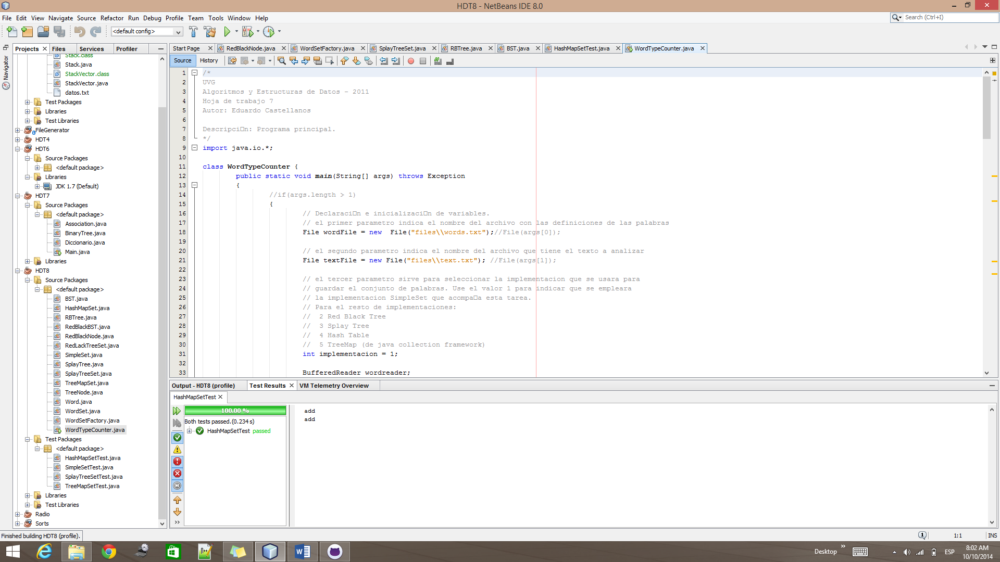 HDT8 - NetBeans IDE 8.0
File Edit View Navigate Source Refactor Run Debug Profile Team Tools Window Help
Search (Ctrl+I)
<default config>
Navigator
Projects Files Services Profiler
Stack.class
Stack.java
StackVector.class
StackVector.java
datos.txt
Test Packages
Libraries
Test Libraries
FileGenerator
HDT4
HDT6
Source Packages
<default package>
Libraries
JDK 1.7 (Default)
HDT7
Source Packages
<default package>
Association.java
BinaryTree.java
Diccionario.java
Main.java
Libraries
HDT8
Source Packages
<default package>
BST.java
HashMapSet.java
RBTree.java
RedBlackBST.java
RedBlackNode.java
RedLackTreeSet.java
SimpleSet.java
SplayTree.java
SplayTreeSet.java
TreeMapSet.java
TreeNode.java
Word.java
WordSet.java
WordSetFactory.java
WordTypeCounter.java
Test Packages
<default package>
HashMapSetTest.java
SimpleSetTest.java
SplayTreeSetTest.java
TreeMapSetTest.java
Libraries
Test Libraries
Radio
Sorts
Start Page RedBlackNode.java WordSetFactory.java SplayTreeSet.java RBTree.java BST.java HashMapSetTest.java WordTypeCounter.java
Source History
1 /*
2 UVG
3 Algoritmos y Estructuras de Datos - 2011
4 Hoja de trabajo 7
5 Autor: Eduardo Castellanos
6
7 Descripci□n: Programa principal.
8 */
9 import java.io.*;
10
11 class WordTypeCounter {
12 public static void main(String[] args) throws Exception
13 {
14 //if(args.length > 1)
15 {
16 // Declaraci□n e inicializaci□n de variables.
17 // el primer parametro indica el nombre del archivo con las definiciones de las palabras
18 File wordFile = new  File("files\\words.txt");//File(args[0]);
19
20 // el segundo parametro indica el nombre del archivo que tiene el texto a analizar
21 File textFile = new File("files\\text.txt"); //File(args[1]);
22
23 // el tercer parametro sirve para seleccionar la implementacion que se usara para
24 // guardar el conjunto de palabras. Use el valor 1 para indicar que se empleara
25 // la implementacion SimpleSet que acompa□a esta tarea.
26 // Para el resto de implementaciones:
27 //  2 Red Black Tree
28 //  3 Splay Tree
29 //  4 Hash Table
30 //  5 TreeMap (de java collection framework)
31 int implementacion = 1;
32
33 BufferedReader wordreader;
Output - HDT8 (profile) Test Results VM Telemetry Overview
HashMapSetTest
100.00 %
Both tests passed.(0.234 s)
HashMapSetTest passed
add
add
Finished building HDT8 (profile).
1
1:1 INS
Desktop
ESP
8:02 AM
10/10/2014